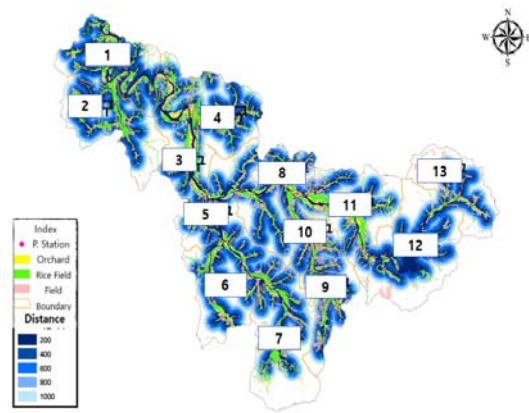 N
W E
S
1
2
4
3
13
8
5
11
10
12
6
9
7
Index
P. Station
Orchard
Rice Field
Field
Boundary
Distance
200
400
600
800
1000